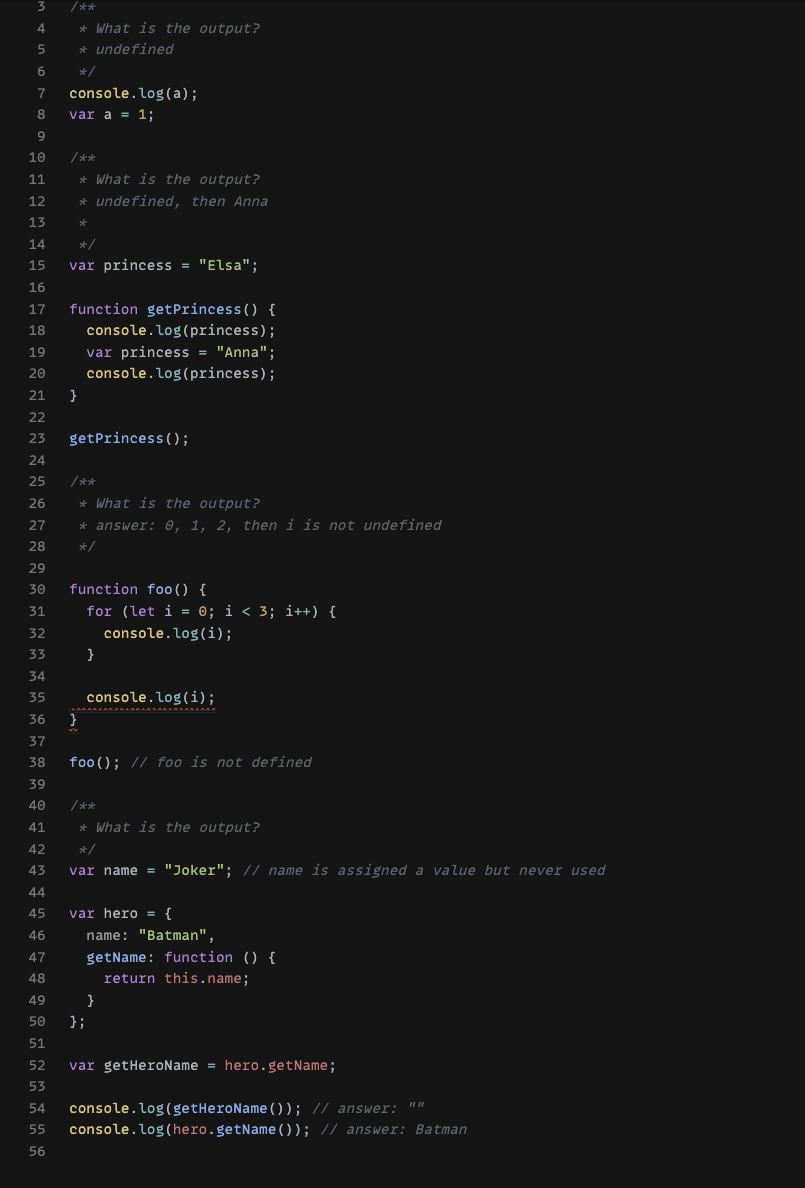 3 /**
4  * What is the output?
5  * undefined
6  */
7 console.log(a);
8 var a = 1;
9
10 /**
11  * What is the output?
12  * undefined, then Anna
13  *
14  */
15 var princess = "Elsa";
16
17 function getPrincess() {
18   console.log(princess);
19   var princess = "Anna";
20   console.log(princess);
21 }
22
23 getPrincess();
24
25 /**
26  * What is the output?
27  * answer: 0, 1, 2, then i is not undefined
28  */
29
30 function foo() {
31   for (let i = 0; i < 3; i++) {
32     console.log(i);
33   }
34
35   console.log(i);
36 }
37
38 foo(); // foo is not defined
39
40 /**
41  * What is the output?
42  */
43 var name = "Joker"; // name is assigned a value but never used
44
45 var hero = {
46   name: "Batman",
47   getName: function () {
48     return this.name;
49   }
50 };
51
52 var getHeroName = hero.getName;
53
54 console.log(getHeroName()); // answer: ""
55 console.log(hero.getName()); // answer: Batman
56